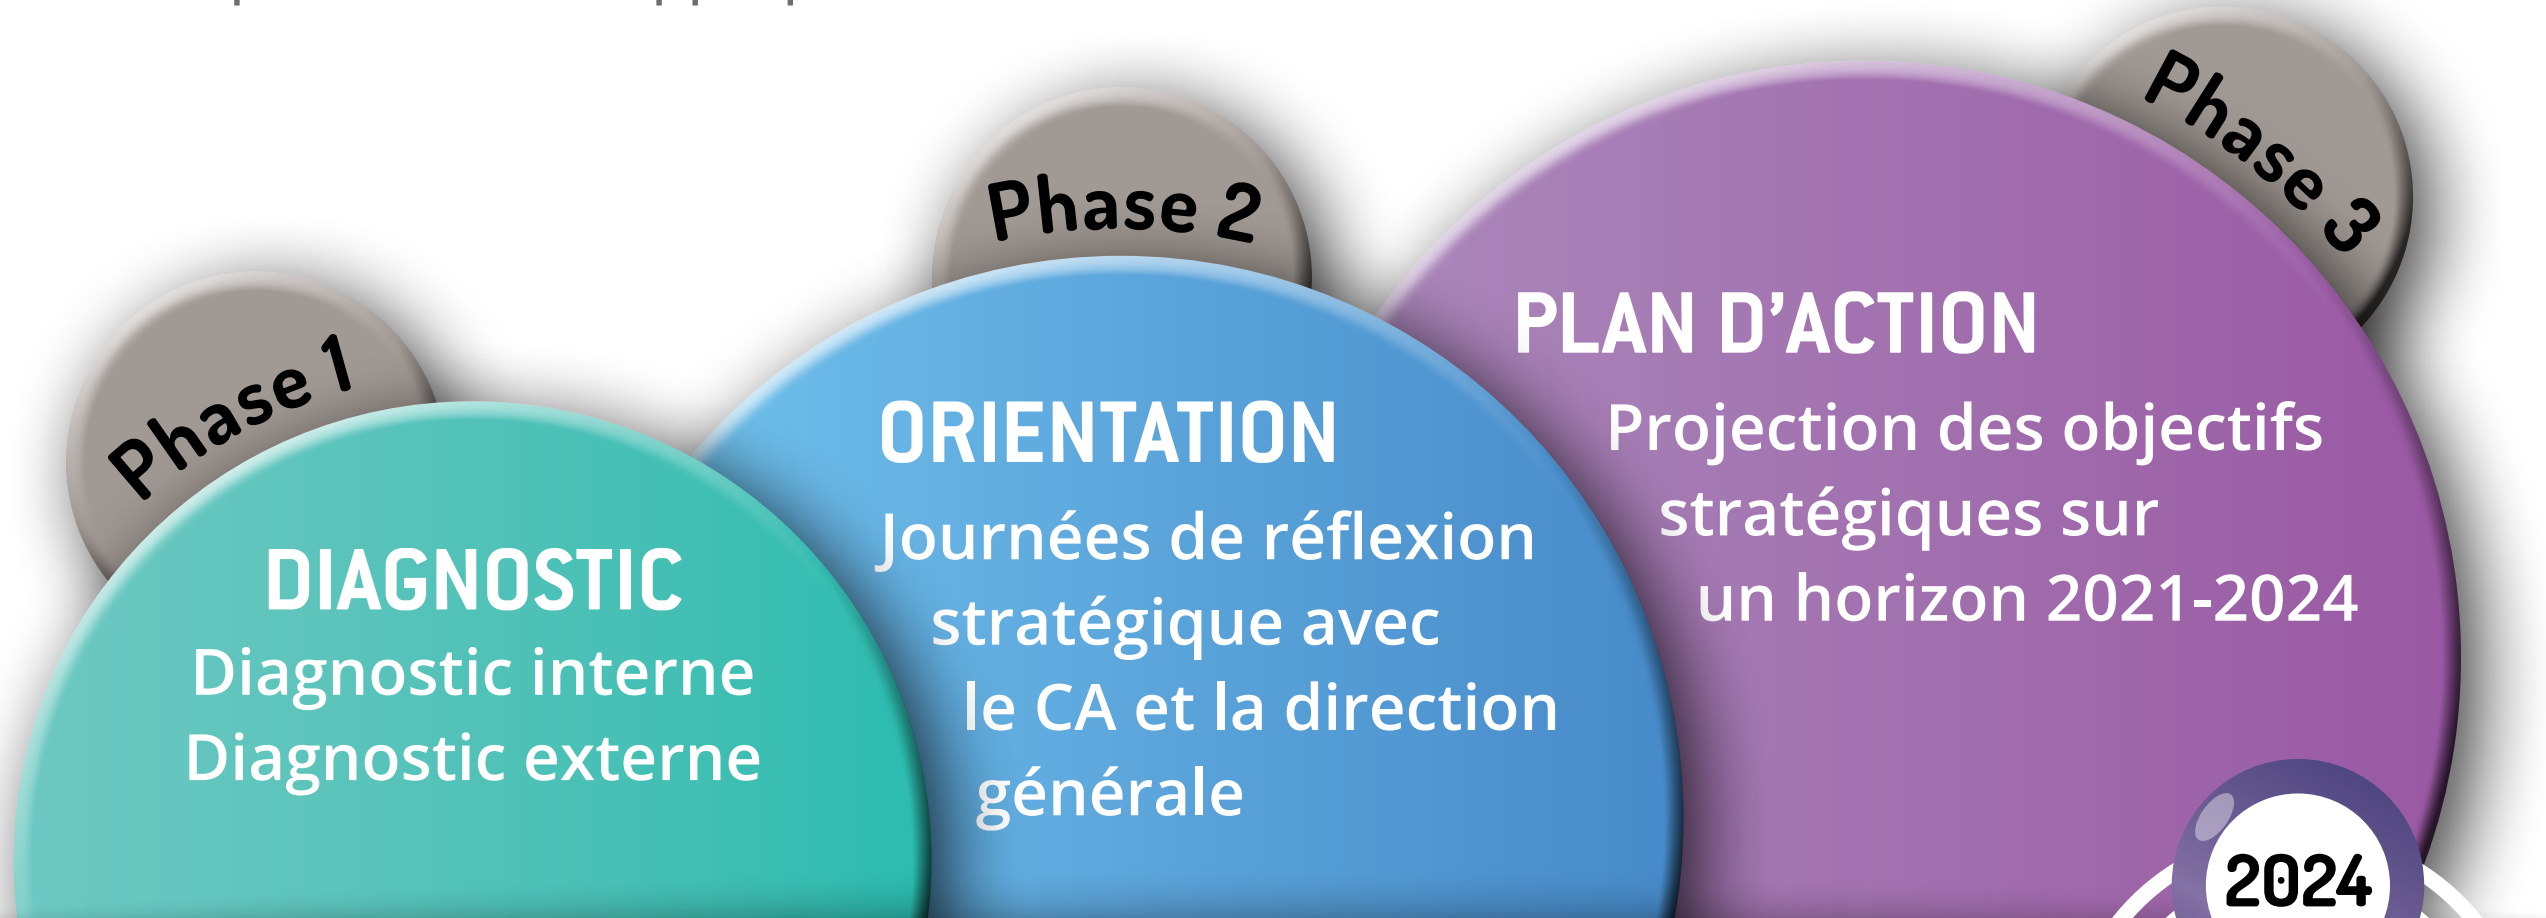 Phase 1
DIAGNOSTIC
Diagnostic interne
Diagnostic externe
Phase 2
ORIENTATION
Journées de réflexion
stratégique avec
le CA et la direction
générale
Phase 3
PLAN D’ACTION
Projection des objectifs
stratégiques sur
un horizon 2021-2024
2024